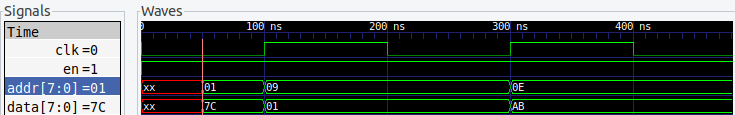 Signals
Time
clk=0
en=1
addr[7:0]=01
data[7:0]=7C
Waves
0 100 ns 200 ns 300 ns 400 ns
xx 01 09 0E
xx 7C 01 AB